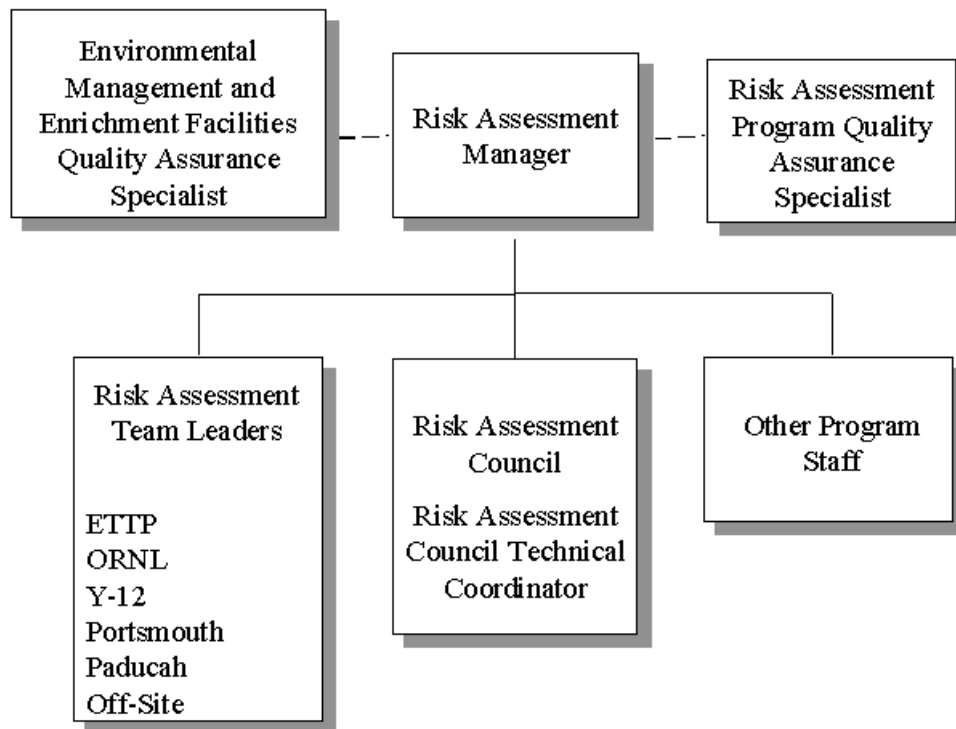 Environmental
Management and
Enrichment Facilities
Quality Assurance
Specialist
Risk Assessment
Manager
Risk Assessment
Program Quality
Assurance
Specialist
Risk Assessment
Team Leaders
ETTP
ORNL
Y-12
Portsmouth
Paducah
Off-Site
Risk Assessment
Council
Risk Assessment
Council Technical
Coordinator
Other Program
Staff